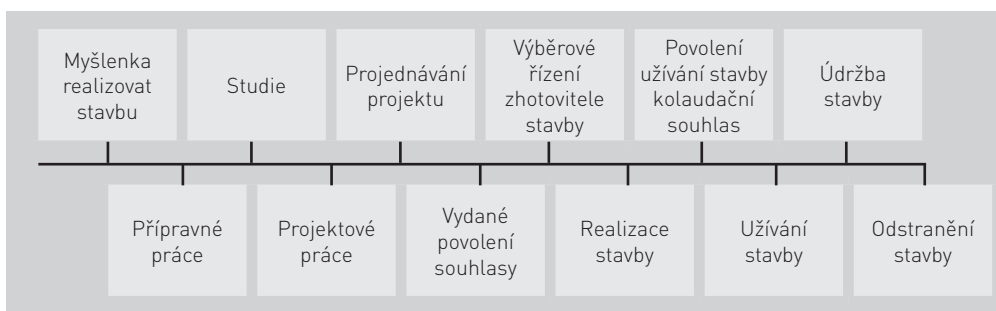 Myšlenka
realizovat
stavbu
Studie
Projednávání
projektu
Výběrové
řízení
zhotovitele
stavby
Povolení
užívání stavby
kolaudační
souhlas
Údržba
stavby
Přípravné
práce
Projektové
práce
Vydané
povolení
souhlasy
Realizace
stavby
Užívání
stavby
Odstranění
stavby